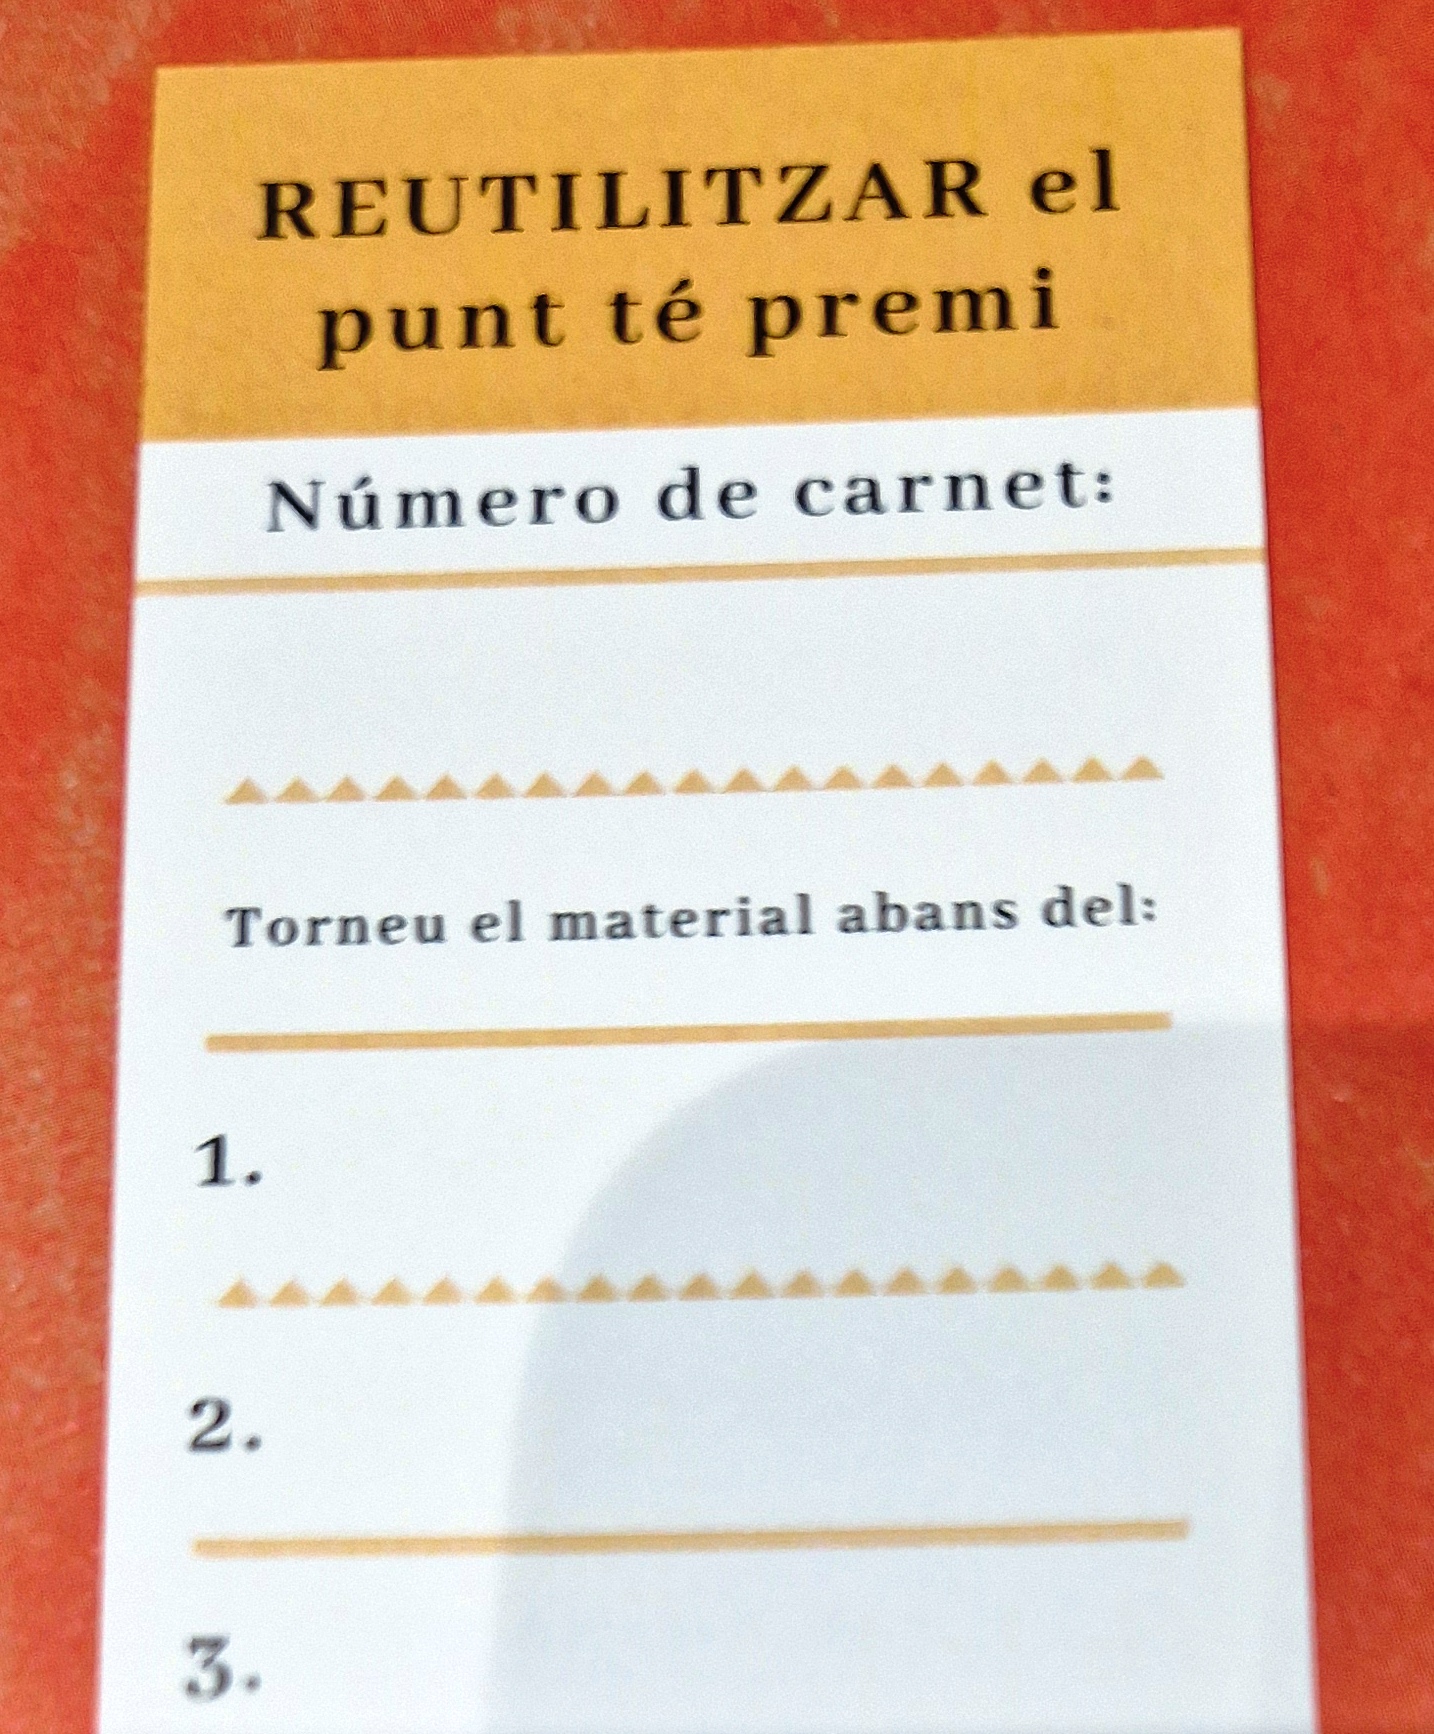 REUTILITZAR el
punt té premi
Número de carnet:
Torneu el material abans del:
1.
2.
3.